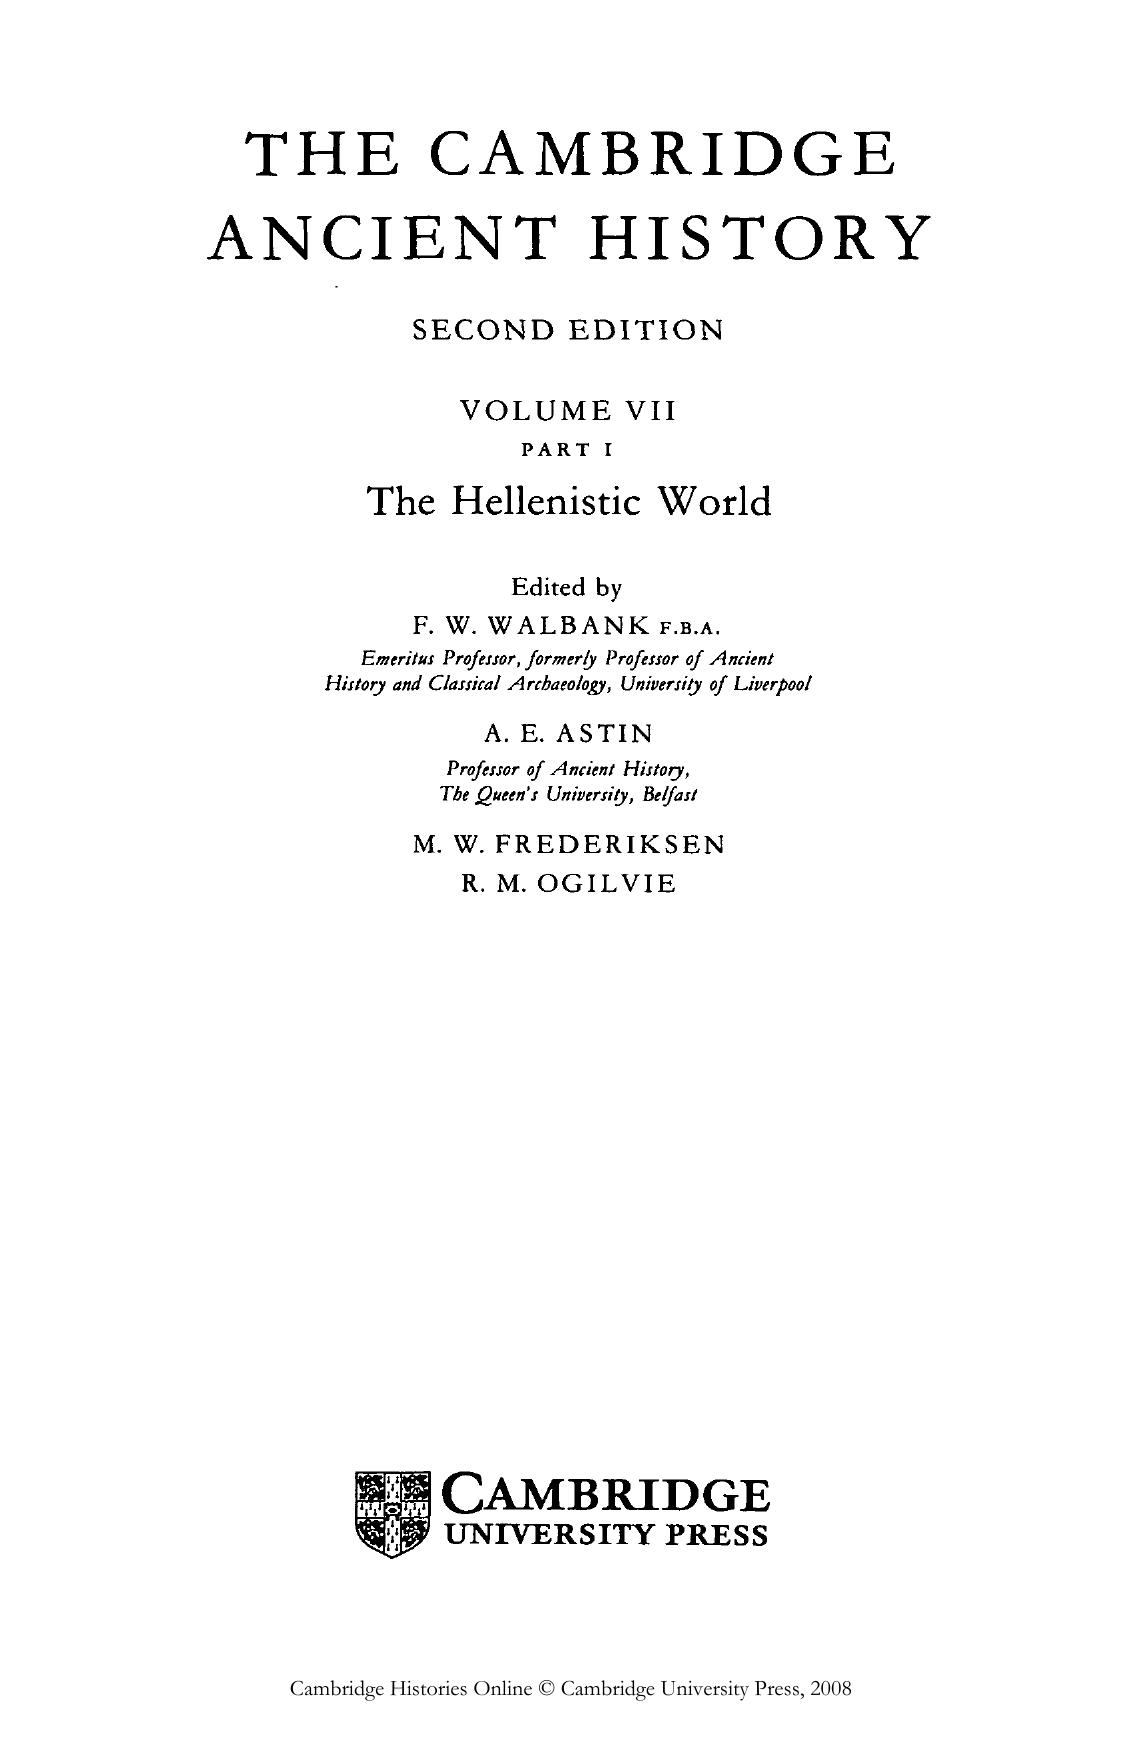 THE CAMBRIDGE
ANCIENT HISTORY
SECOND EDITION
VOLUME VII
PART I
The Hellenistic World
Edited by
F. W. WALBANK F.B.A.
Emeritus Professor, formerly Professor of Ancient
History and Classical Archaeology, University of Liverpool
A. E. ASTIN
Professor of Ancient History,
The Queen's University, Belfast
M. W. FREDERIKSEN
R. M. OGILVIE
CAMBRIDGE
UNIVERSITY PRESS
Cambridge Histories Online © Cambridge University Press, 2008